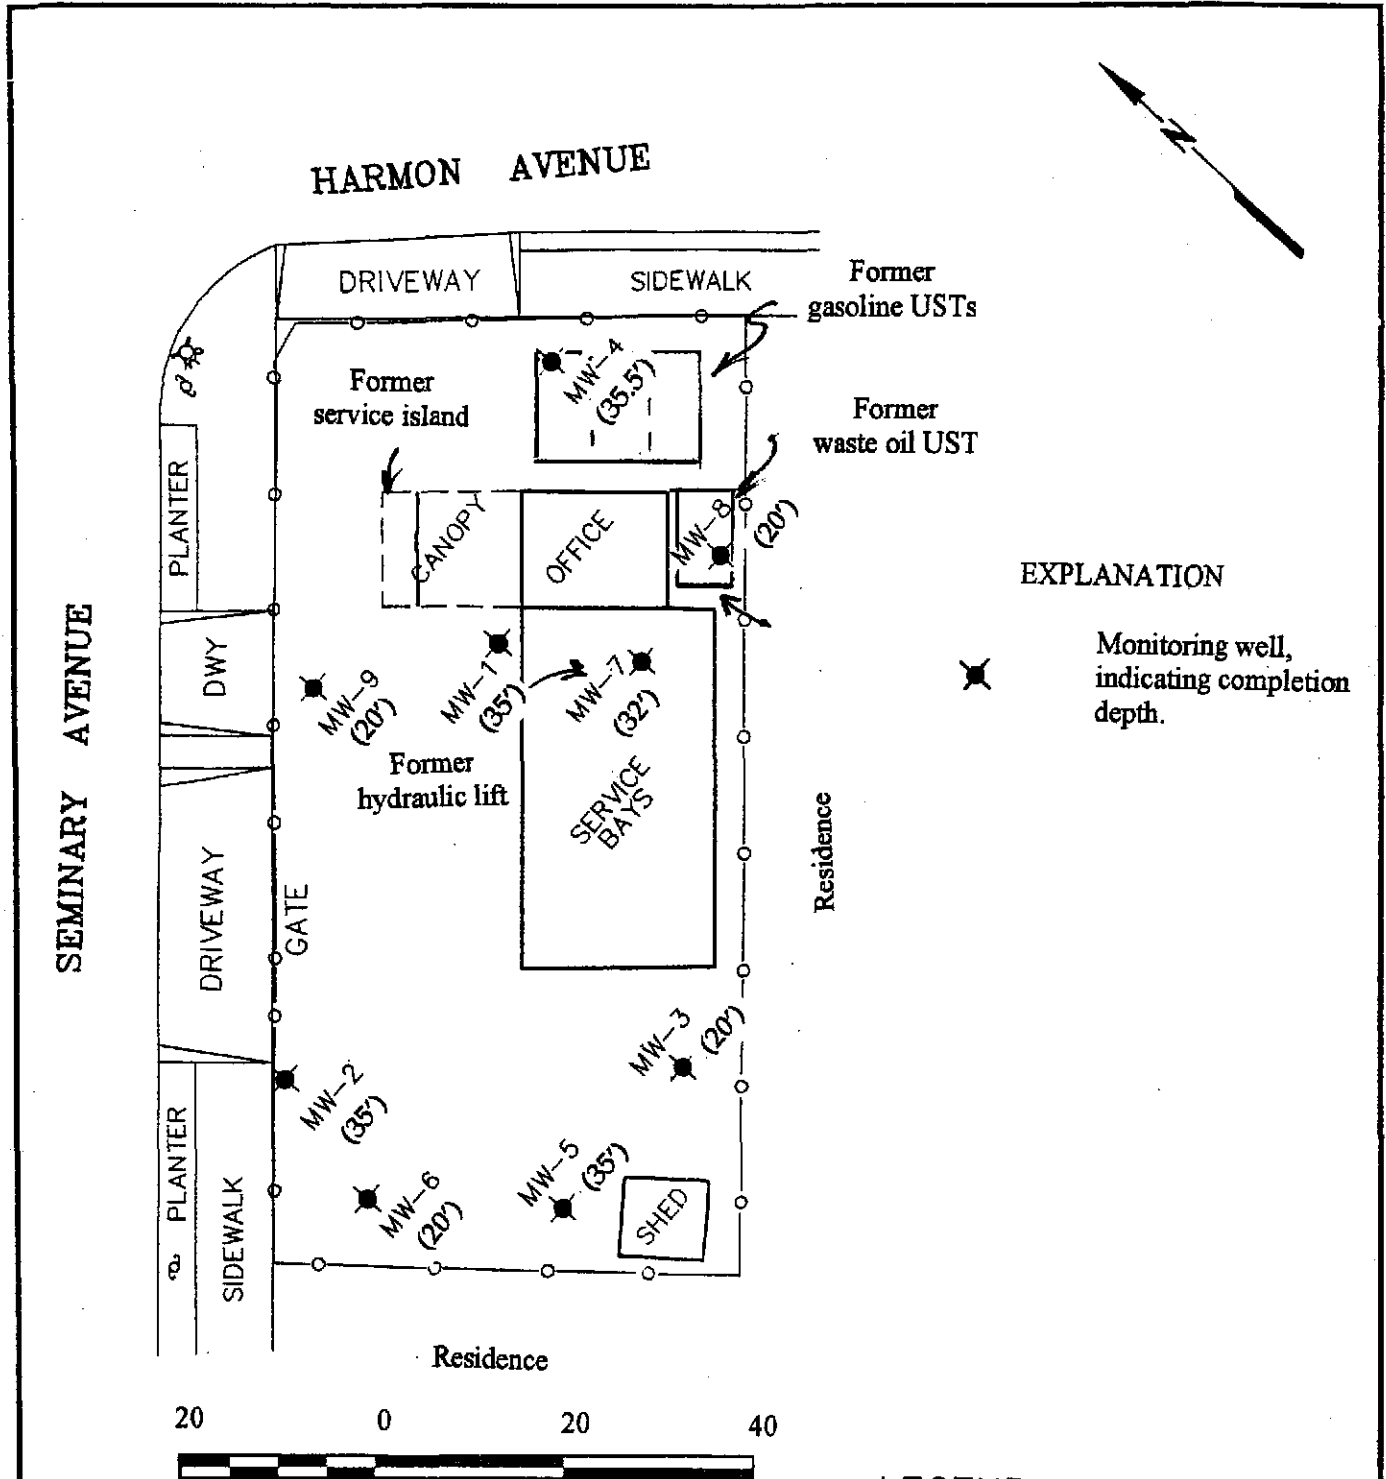 N
HARMON AVENUE
DRIVEWAY
SIDEWALK
Former
gasoline USTs
MW-4
(35.5')
Former
service island
Former
waste oil UST
PLANTER
CANOPY
OFFICE
MW-8
(20')
EXPLANATION
Monitoring well,
indicating completion
depth.
SEMINARY AVENUE
DWY
MW-9
(20')
MW-1
(35')
MW-7
(32')
Former
hydraulic lift
SERVICE
BAYS
Residence
DRIVEWAY
GATE
MW-3
(20')
MW-2
(35')
PLANTER
SIDEWALK
MW-6
(20')
MW-5
(35')
SHED
Residence
20 0 20 40